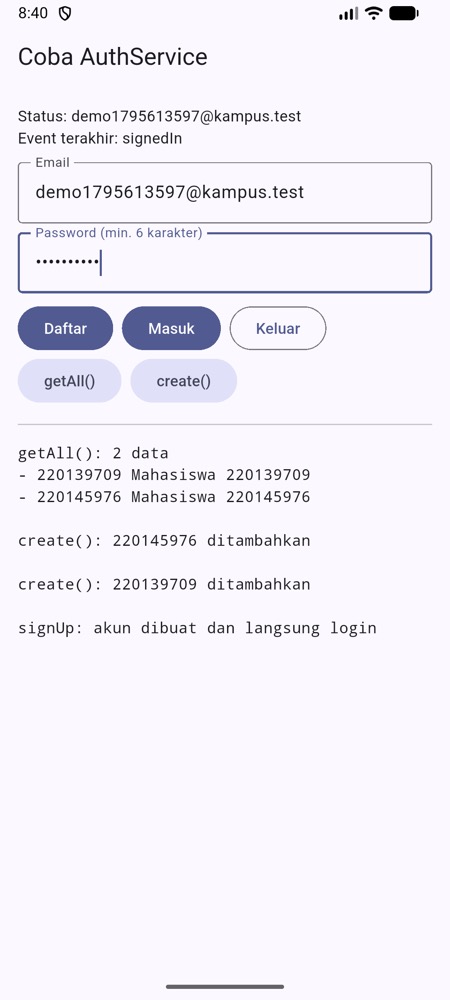 8:40
Coba AuthService
Status: demo1795613597@kampus.test
Event terakhir: signedIn
Email
demo1795613597@kampus.test
Password (min. 6 karakter)
••••••••••
Daftar Masuk Keluar
getAll() create()
getAll(): 2 data
- 220139709 Mahasiswa 220139709
- 220145976 Mahasiswa 220145976
create(): 220145976 ditambahkan
create(): 220139709 ditambahkan
signUp: akun dibuat dan langsung login